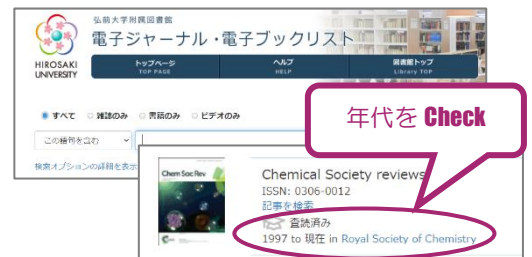 弘前大学附属図書館
電子ジャーナル・電子ブックリスト
HIROSAKI
UNIVERSITY
トップページ
TOP PAGE
ヘルプ
HELP
図書館トップ
Library TOP
すべて 雑誌のみ 書籍のみ ビデオのみ
この語句を含む
検索オプションの詳細を表示
年代を Check
Chem Soc Rev
Chemical Society reviews
ISSN: 0306-0012
記事を検索
査読済み
1997 to 現在 in Royal Society of Chemistry